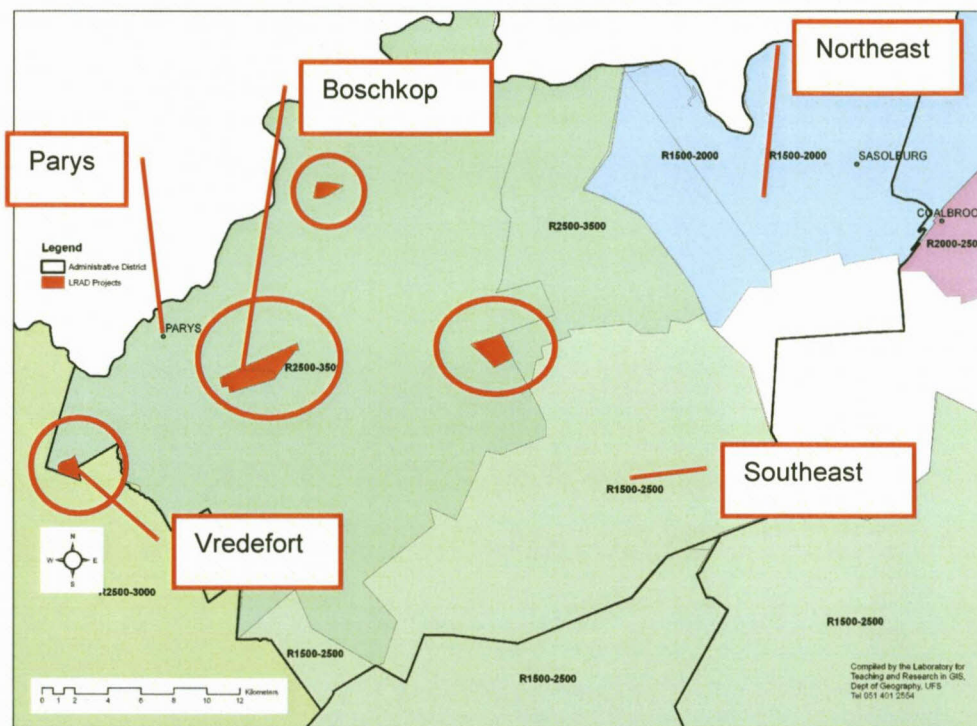 Northeast
Boschkop
Parys
R1500-2000
R1500-2000
SASOLBURG
COALBROO
R2000-250
R2500-3500
Legend
Administrative District
LRAD Projects
PARYS
R2500-350
Southeast
R1500-2500
Vredefort
N
W
E
S
R2500-3000
R1500-2500
R1500-2500
R1500-2500
0 1 2 4 6 8 10 12 Kilometers
Compiled by the Laboratory for
Teaching and Research in GIS,
Dept of Geography, UFS
Tel 051 401 2554